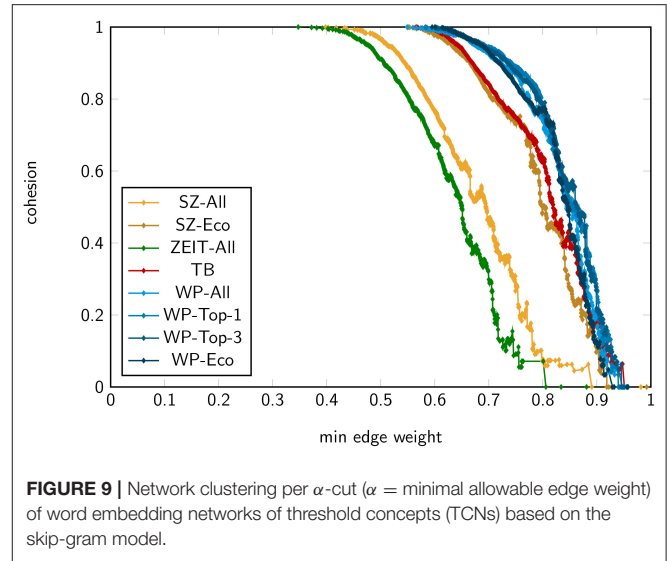 1
0.8
0.6
0.4
0.2
0
cohesion
SZ-All
SZ-Eco
ZEIT-All
TB
WP-All
WP-Top-1
WP-Top-3
WP-Eco
0 0.1 0.2 0.3 0.4 0.5 0.6 0.7 0.8 0.9 1
min edge weight
FIGURE 9 | Network clustering per α-cut (α = minimal allowable edge weight)
of word embedding networks of threshold concepts (TCNs) based on the
skip-gram model.